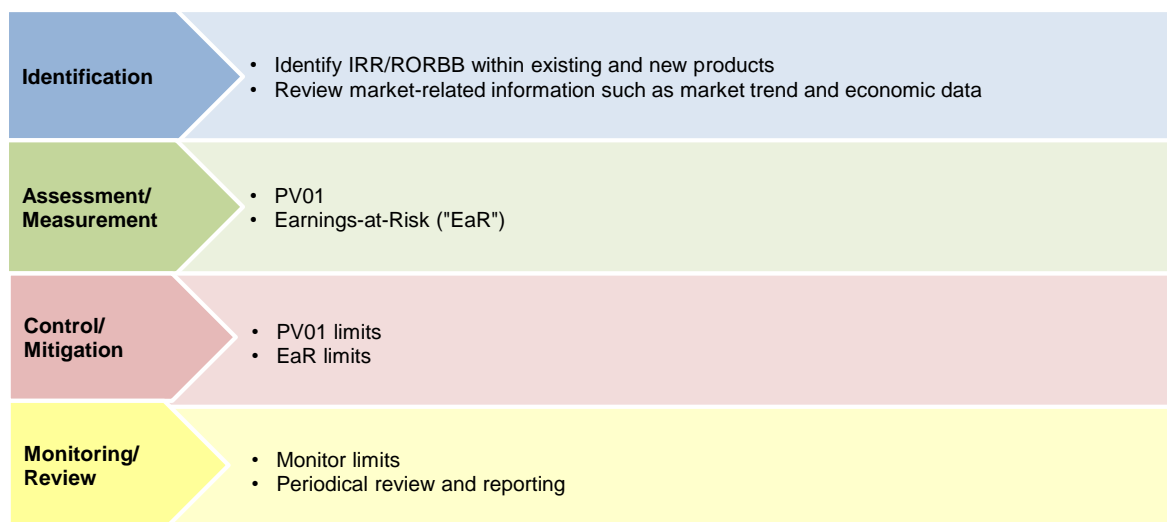 Identification
• Identify IRR/RORBB within existing and new products
• Review market-related information such as market trend and economic data
Assessment/
Measurement
• PV01
• Earnings-at-Risk ("EaR")
Control/
Mitigation
• PV01 limits
• EaR limits
Monitoring/
Review
• Monitor limits
• Periodical review and reporting